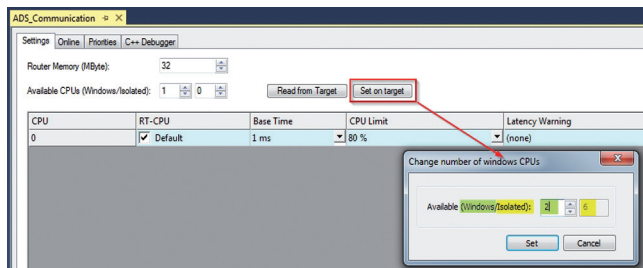 ADS_Communication
Settings Online Priorities C++ Debugger
Router Memory (MByte): 32
Available CPUs (Windows/Isolated): 1 0 Read from Target Set on target
CPU RT-CPU Base Time CPU Limit Latency Warning
0 Default 1 ms 80 % (none)
Change number of windows CPUs
Available (Windows/Isolated): 2 6
Set Cancel